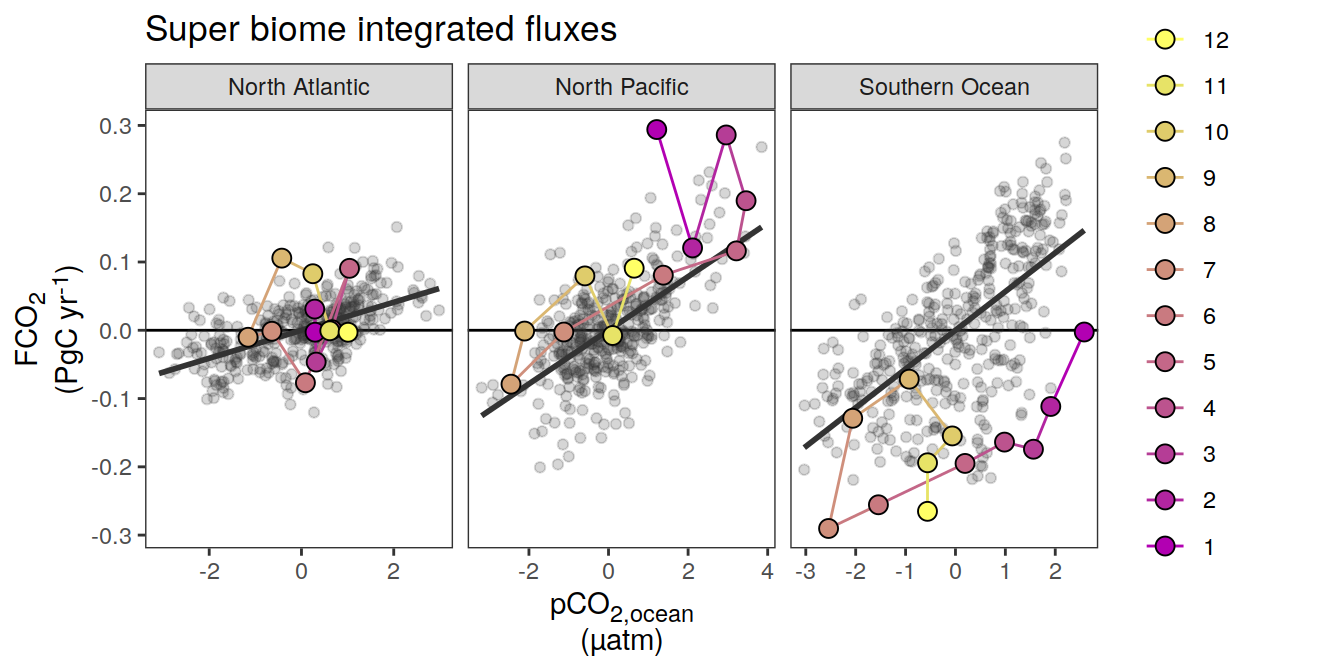 Super biome integrated fluxes
North Atlantic
North Pacific
Southern Ocean
0.3
0.2
0.1
0.0
-0.1
-0.2
-0.3
FCO₂
(PgC yr⁻¹)
-2 0 2
-2 0 2 4
-3 -2 -1 0 1 2
pCO₂,ocean
(µatm)
12
11
10
9
8
7
6
5
4
3
2
1